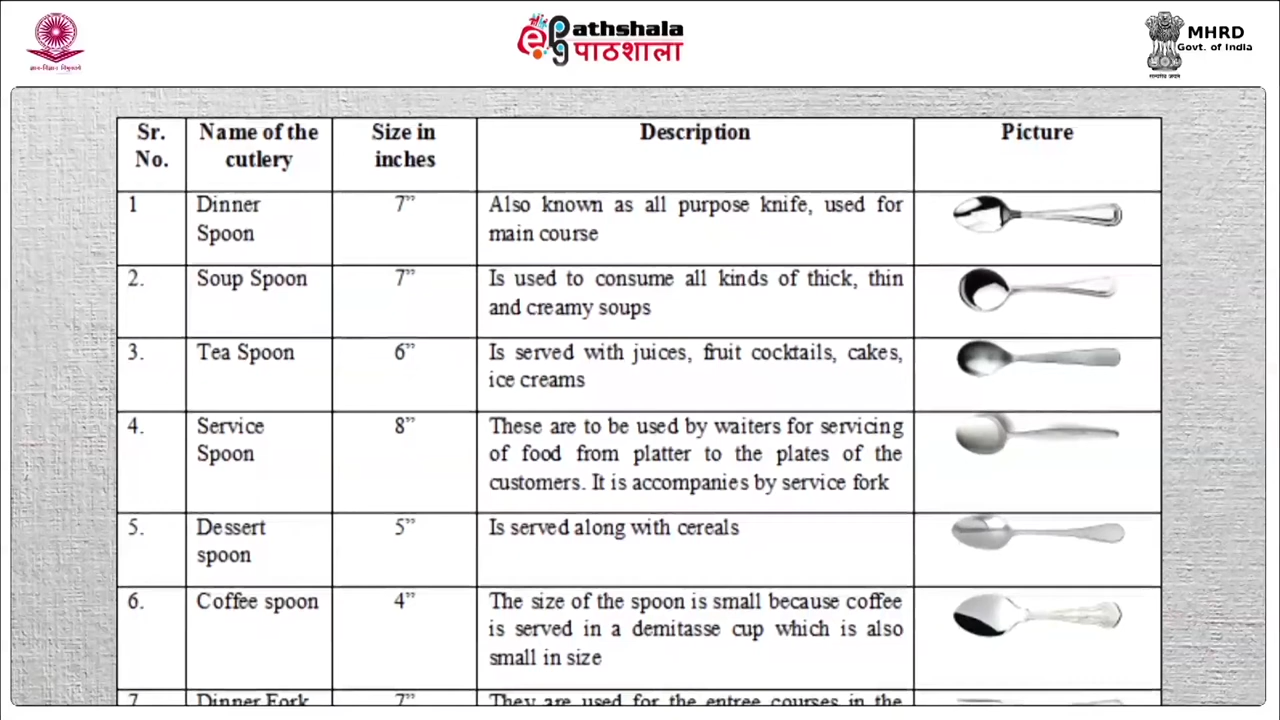 Pathshala
पाठशाला
MHRD
Govt. of India
Sr. No.
Name of the cutlery
Size in inches
Description
Picture
1
Dinner Spoon
7”
Also known as all purpose knife, used for
main course
2.
Soup Spoon
7”
Is used to consume all kinds of thick, thin
and creamy soups
3.
Tea Spoon
6”
Is served with juices, fruit cocktails, cakes,
ice creams
4.
Service Spoon
8”
These are to be used by waiters for servicing
of food from platter to the plates of the
customers. It is accompanies by service fork
5.
Dessert spoon
5”
Is served along with cereals
6.
Coffee spoon
4”
The size of the spoon is small because coffee
is served in a demitasse cup which is also
small in size
7
Dinner Fork
7”
They are used for the entree courses in the